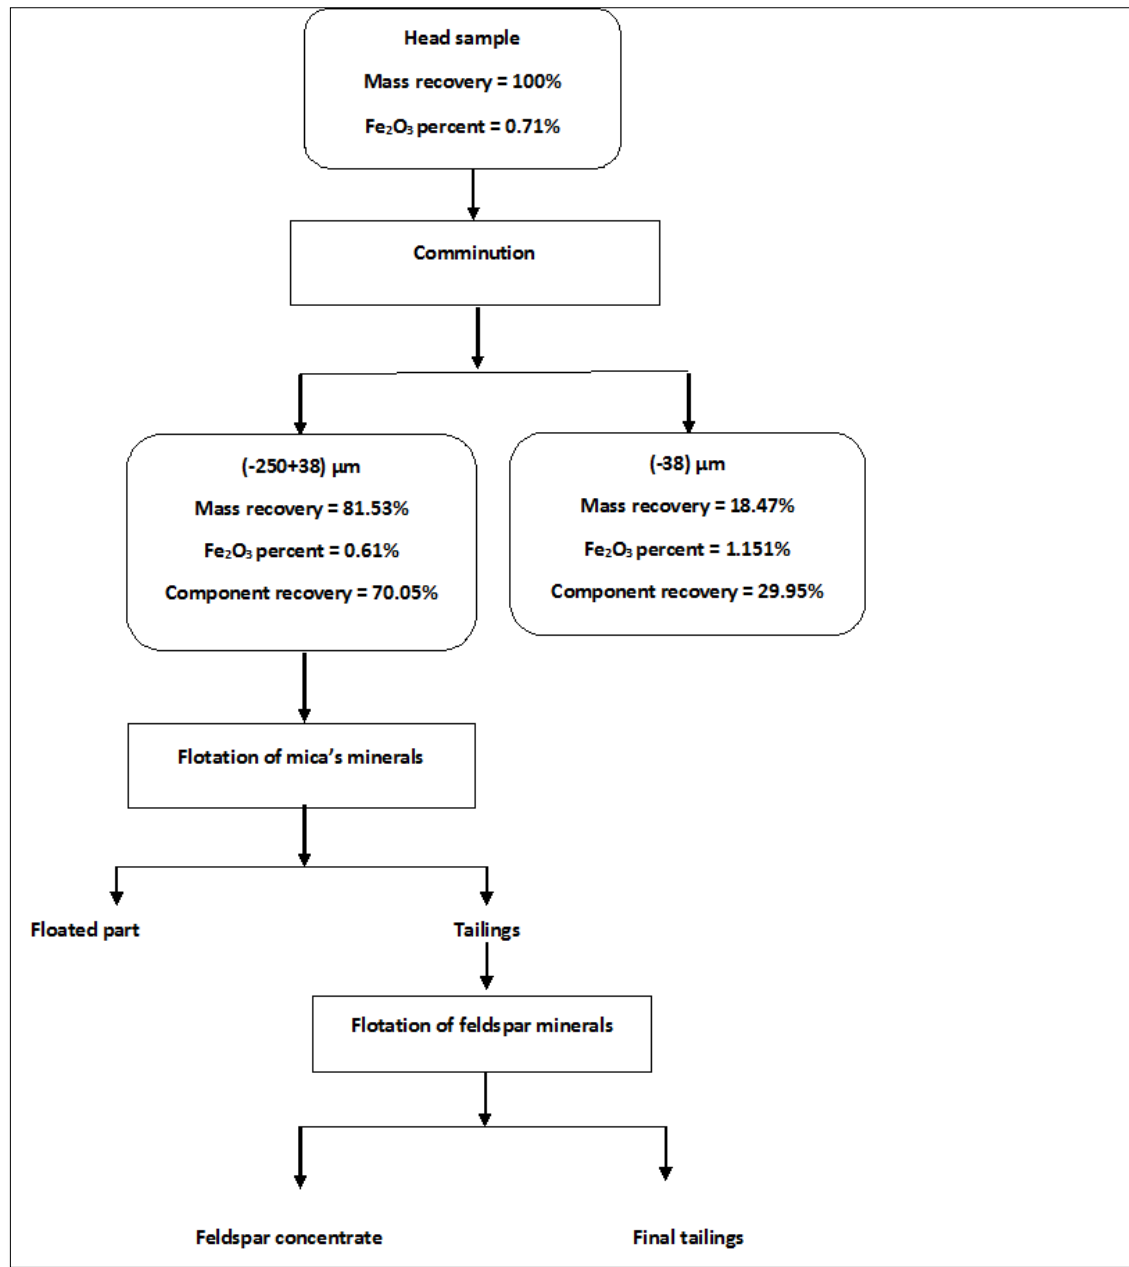 Head sample
Mass recovery = 100%
Fe₂O₃ percent = 0.71%
Comminution
(-250+38) µm
Mass recovery = 81.53%
Fe₂O₃ percent = 0.61%
Component recovery = 70.05%
(-38) µm
Mass recovery = 18.47%
Fe₂O₃ percent = 1.151%
Component recovery = 29.95%
Flotation of mica’s minerals
Floated part
Tailings
Flotation of feldspar minerals
Feldspar concentrate
Final tailings